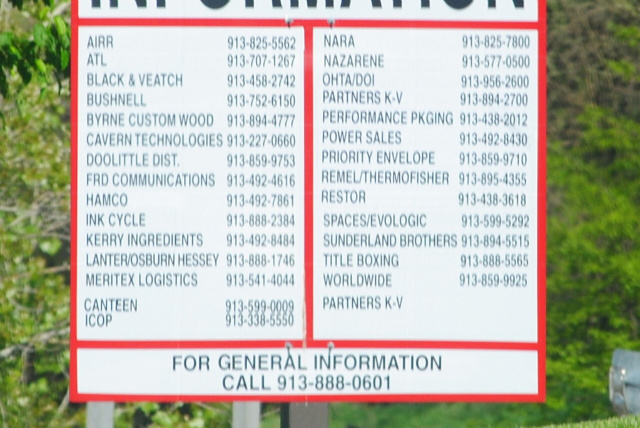 INFORMATION
AIRR 913-825-5562
ATL 913-707-1267
BLACK & VEATCH 913-458-2742
BUSHNELL 913-752-6150
BYRNE CUSTOM WOOD 913-894-4777
CAVERN TECHNOLOGIES 913-227-0660
DOOLITTLE DIST. 913-859-9753
FRD COMMUNICATIONS 913-492-4616
HAMCO 913-492-7861
INK CYCLE 913-888-2384
KERRY INGREDIENTS 913-492-8484
LANTER/OSBURN HESSEY 913-888-1746
MERITEX LOGISTICS 913-541-4044
CANTEEN 913-599-0009
ICOP 913-338-5550
NARA 913-825-7800
NAZARENE 913-577-0500
OHTA/DOI 913-956-2600
PARTNERS K-V 913-894-2700
PERFORMANCE PKGING 913-438-2012
POWER SALES 913-492-8430
PRIORITY ENVELOPE 913-859-9710
REMEL/THERMOFISHER 913-895-4355
RESTOR 913-438-3618
SPACES/EVOLOGIC 913-599-5292
SUNDERLAND BROTHERS 913-894-5515
TITLE BOXING 913-888-5565
WORLDWIDE 913-859-9925
PARTNERS K-V
FOR GENERAL INFORMATION
CALL 913-888-0601